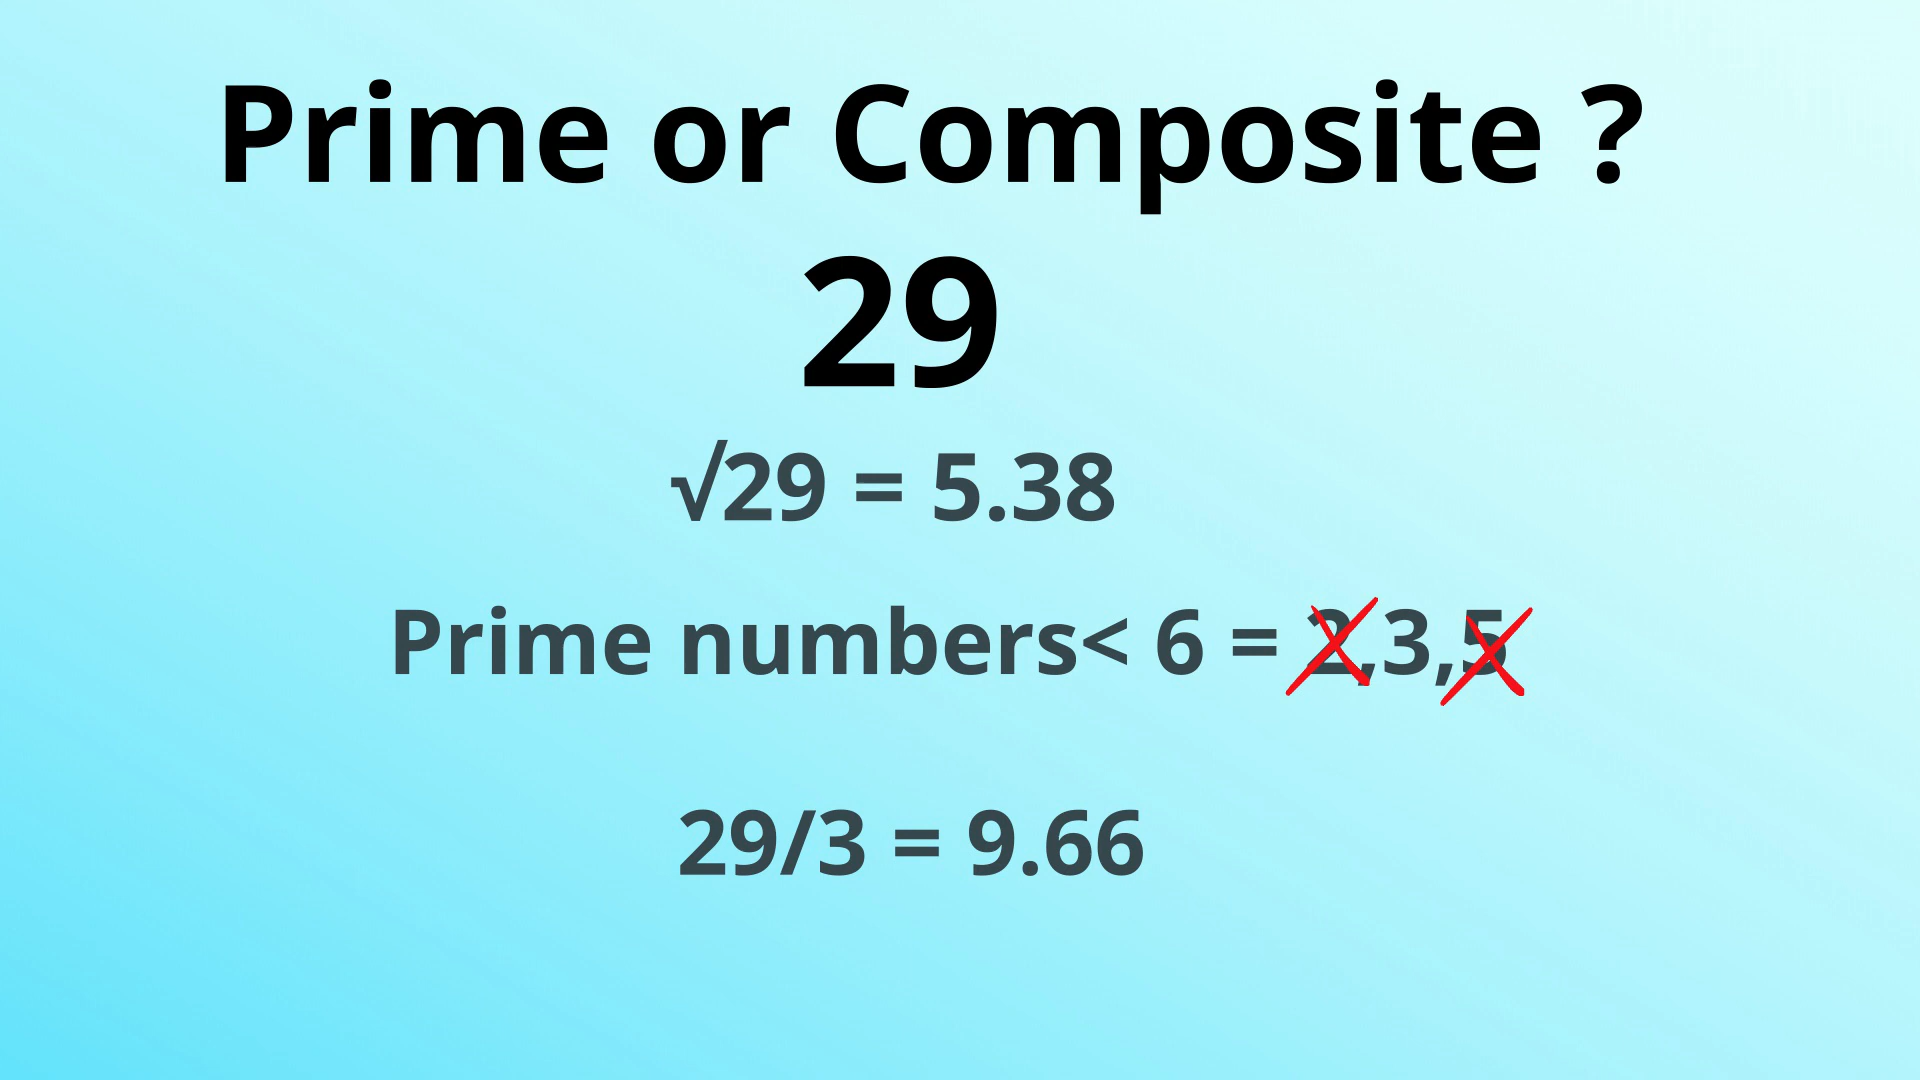 Prime or Composite ?
29
√29 = 5.38
Prime numbers< 6 = 2,3,5
29/3 = 9.66